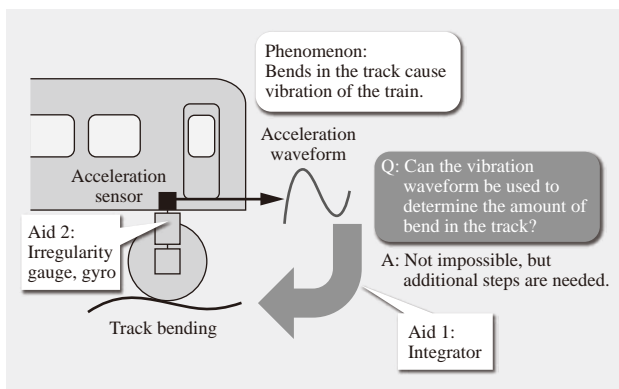 Phenomenon:
Bends in the track cause
vibration of the train.
Acceleration
waveform
Acceleration
sensor
Q: Can the vibration
waveform be used to
determine the amount of
bend in the track?
Aid 2:
Irregularity
gauge, gyro
A: Not impossible, but
additional steps are needed.
Track bending
Aid 1:
Integrator